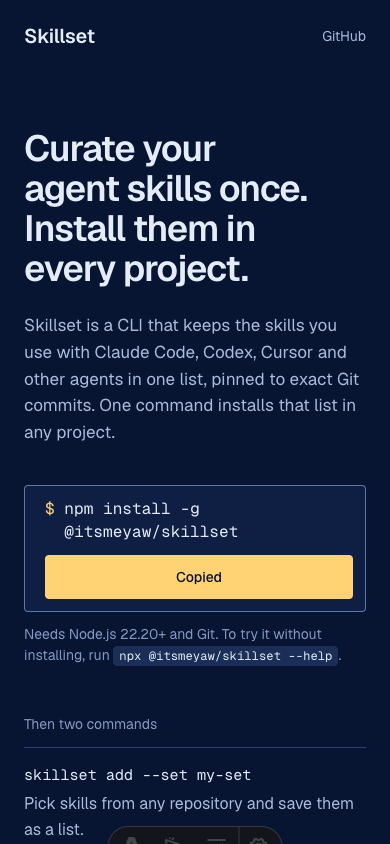 Skillset
GitHub
Curate your
agent skills once.
Install them in
every project.
Skillset is a CLI that keeps the skills you
use with Claude Code, Codex, Cursor and
other agents in one list, pinned to exact Git
commits. One command installs that list in
any project.
$ npm install -g
@itsmeyaw/skillset
Copied
Needs Node.js 22.20+ and Git. To try it without
installing, run npx @itsmeyaw/skillset --help.
Then two commands
skillset add --set my-set
Pick skills from any repository and save them
as a list.